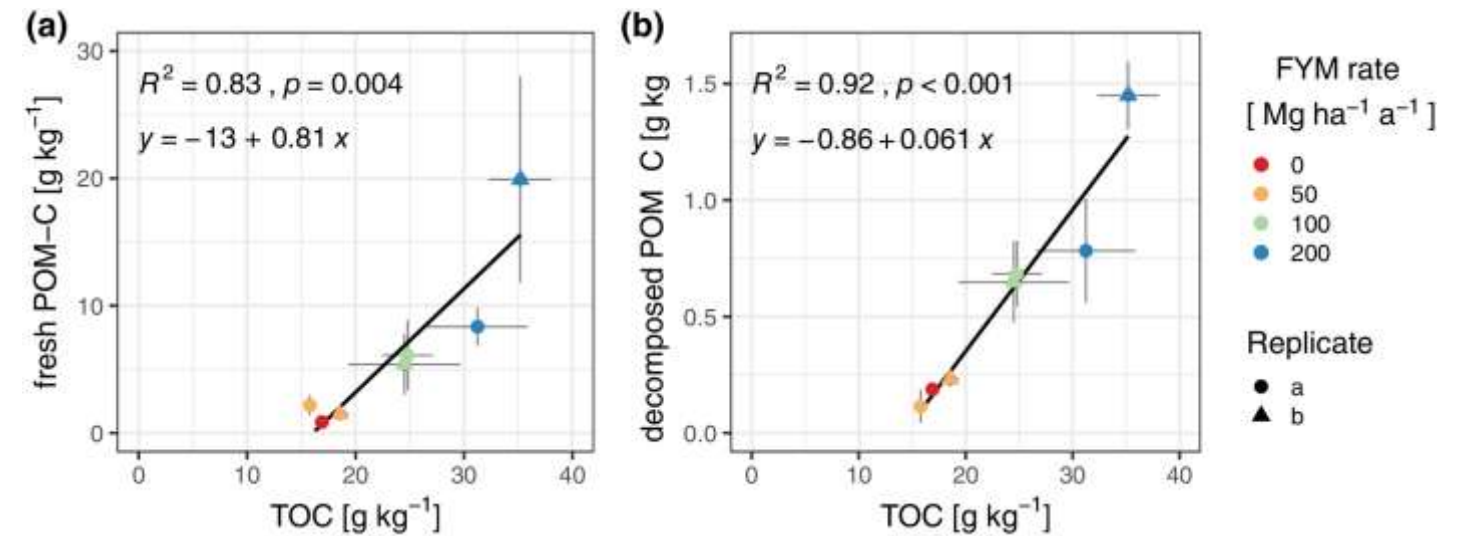 (a)
fresh POM−C [g kg⁻¹]
30
20
10
0
R² = 0.83 , p = 0.004
y = −13 + 0.81 x
0 10 20 30 40
TOC [g kg⁻¹]
(b)
decomposed POM C [g kg
1.5
1.0
0.5
0.0
R² = 0.92 , p < 0.001
y = −0.86 + 0.061 x
0 10 20 30 40
TOC [g kg⁻¹]
FYM rate
[ Mg ha⁻¹ a⁻¹ ]
0
50
100
200
Replicate
a
b